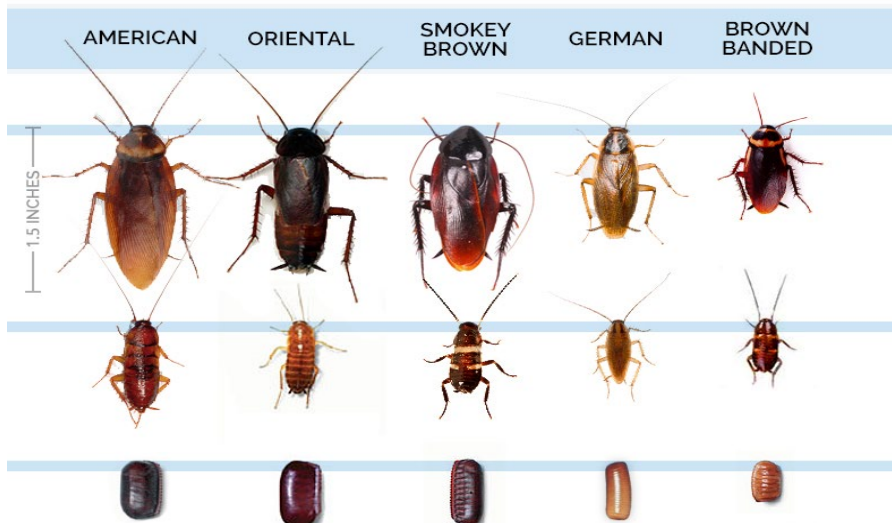 AMERICAN
ORIENTAL
SMOKEY
BROWN
GERMAN
BROWN
BANDED
1.5 INCHES